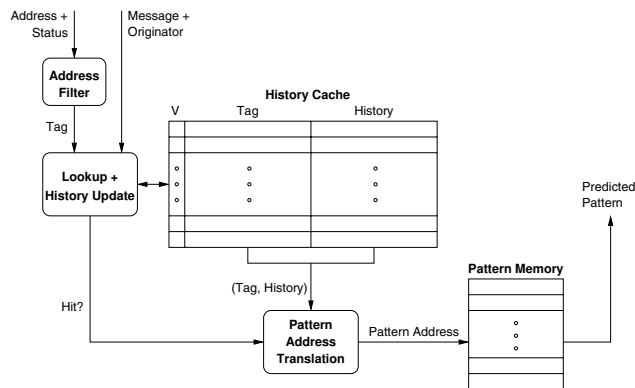 Address +
Status
Message +
Originator
Address
Filter
Tag
History Cache
V
Tag
History
Lookup +
History Update
Predicted
Pattern
(Tag, History)
Pattern Memory
Hit?
Pattern
Address
Translation
Pattern Address